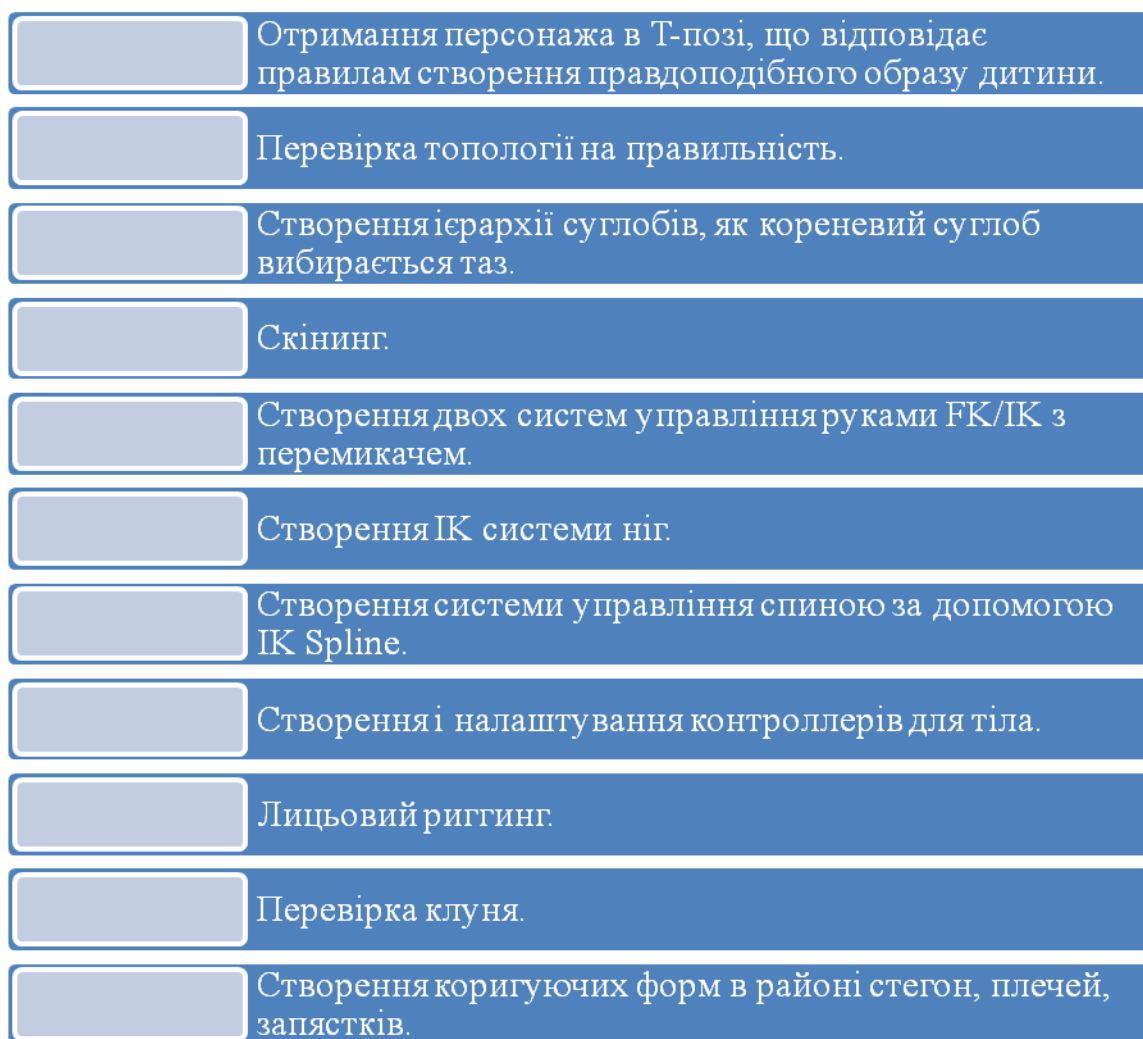 Отримання персонажа в Т-позі, що відповідає
правилам створення правдоподібного образу дитини.
Перевірка топології на правильність.
Створення ієрархії суглобів, як кореневий суглоб
вибирається таз.
Скінинг.
Створення двох систем управління руками FK/IK з
перемикачем.
Створення IK системи ніг.
Створення системи управління спиною за допомогою
IK Spline.
Створення і налаштування контроллерів для тіла.
Лицьовий риггинг.
Перевірка клуня.
Створення коригуючих форм в районі стегон, плечей,
запястків.